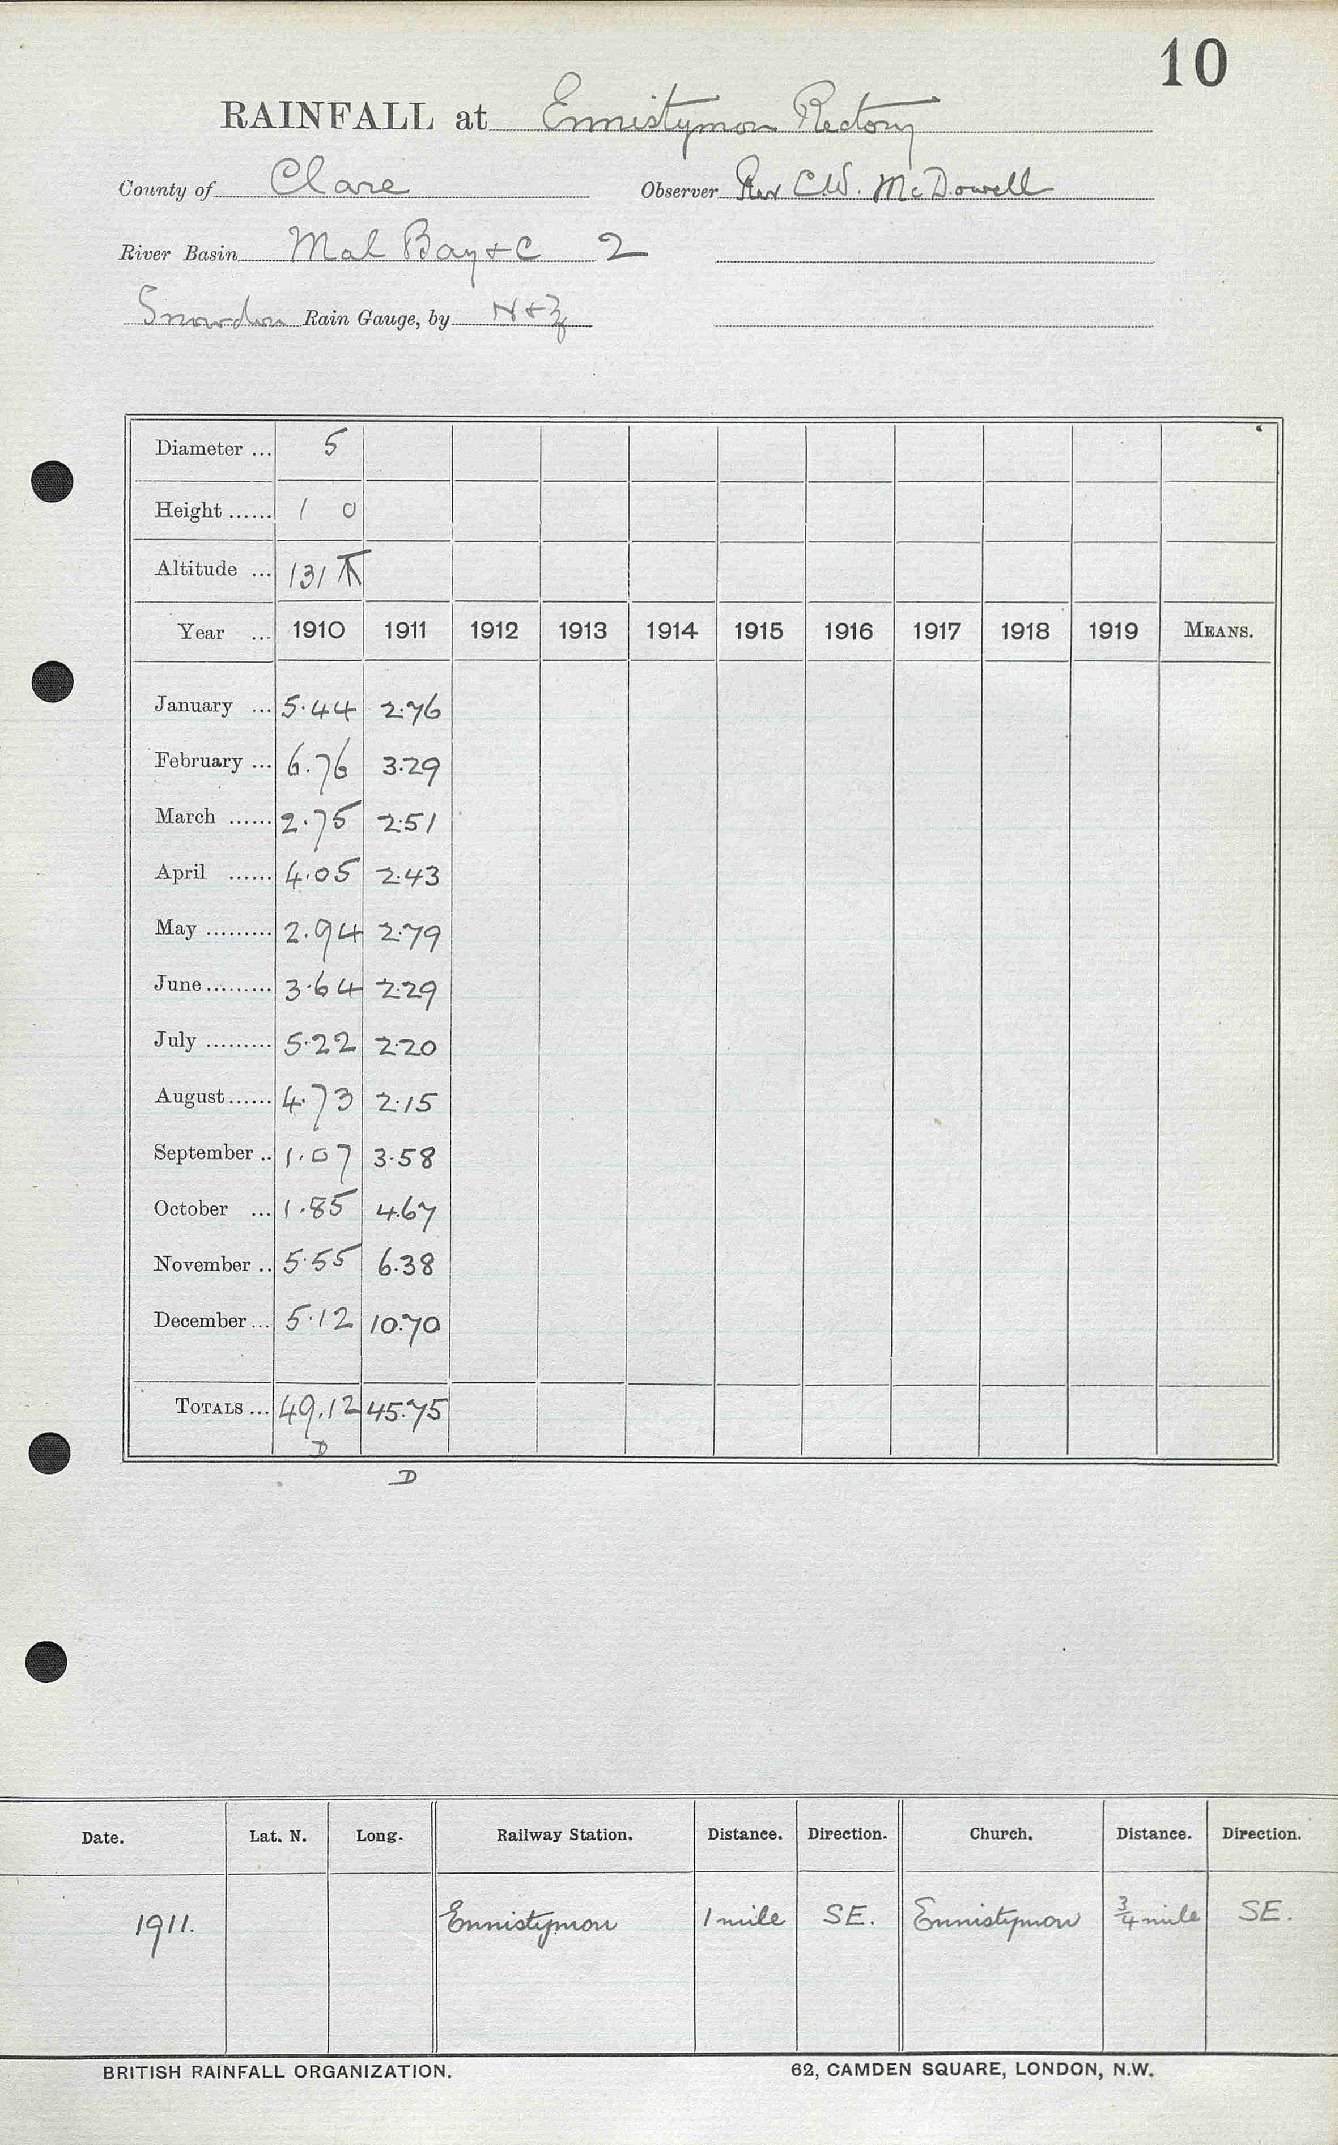 10
RAINFALL at Ennistymon Rectory
County of Clare Observer Rev C.W. McDowell
River Basin Mal Bay & C 2
Snowdon Rain Gauge, by N & Z
Diameter ... 5
Height ...... 1 0
Altitude ... 131
Year ... 1910 1911 1912 1913 1914 1915 1916 1917 1918 1919 MEANS.
January ... 5.44 2.76
February ... 6.76 3.29
March ...... 2.75 2.51
April ...... 4.05 2.43
May ......... 2.94 2.79
June ......... 3.64 2.29
July ......... 5.22 2.20
August ...... 4.73 2.15
September .. 1.07 3.58
October ... 1.85 4.67
November .. 5.55 6.38
December ... 5.12 10.70
TOTALS ... 49.12 45.75
D
D
Date. Lat. N. Long. Railway Station. Distance. Direction. Church. Distance. Direction.
1911. Ennistymon 1 mile SE. Ennistymon ¾ mile SE.
BRITISH RAINFALL ORGANIZATION. 62, CAMDEN SQUARE, LONDON, N.W.